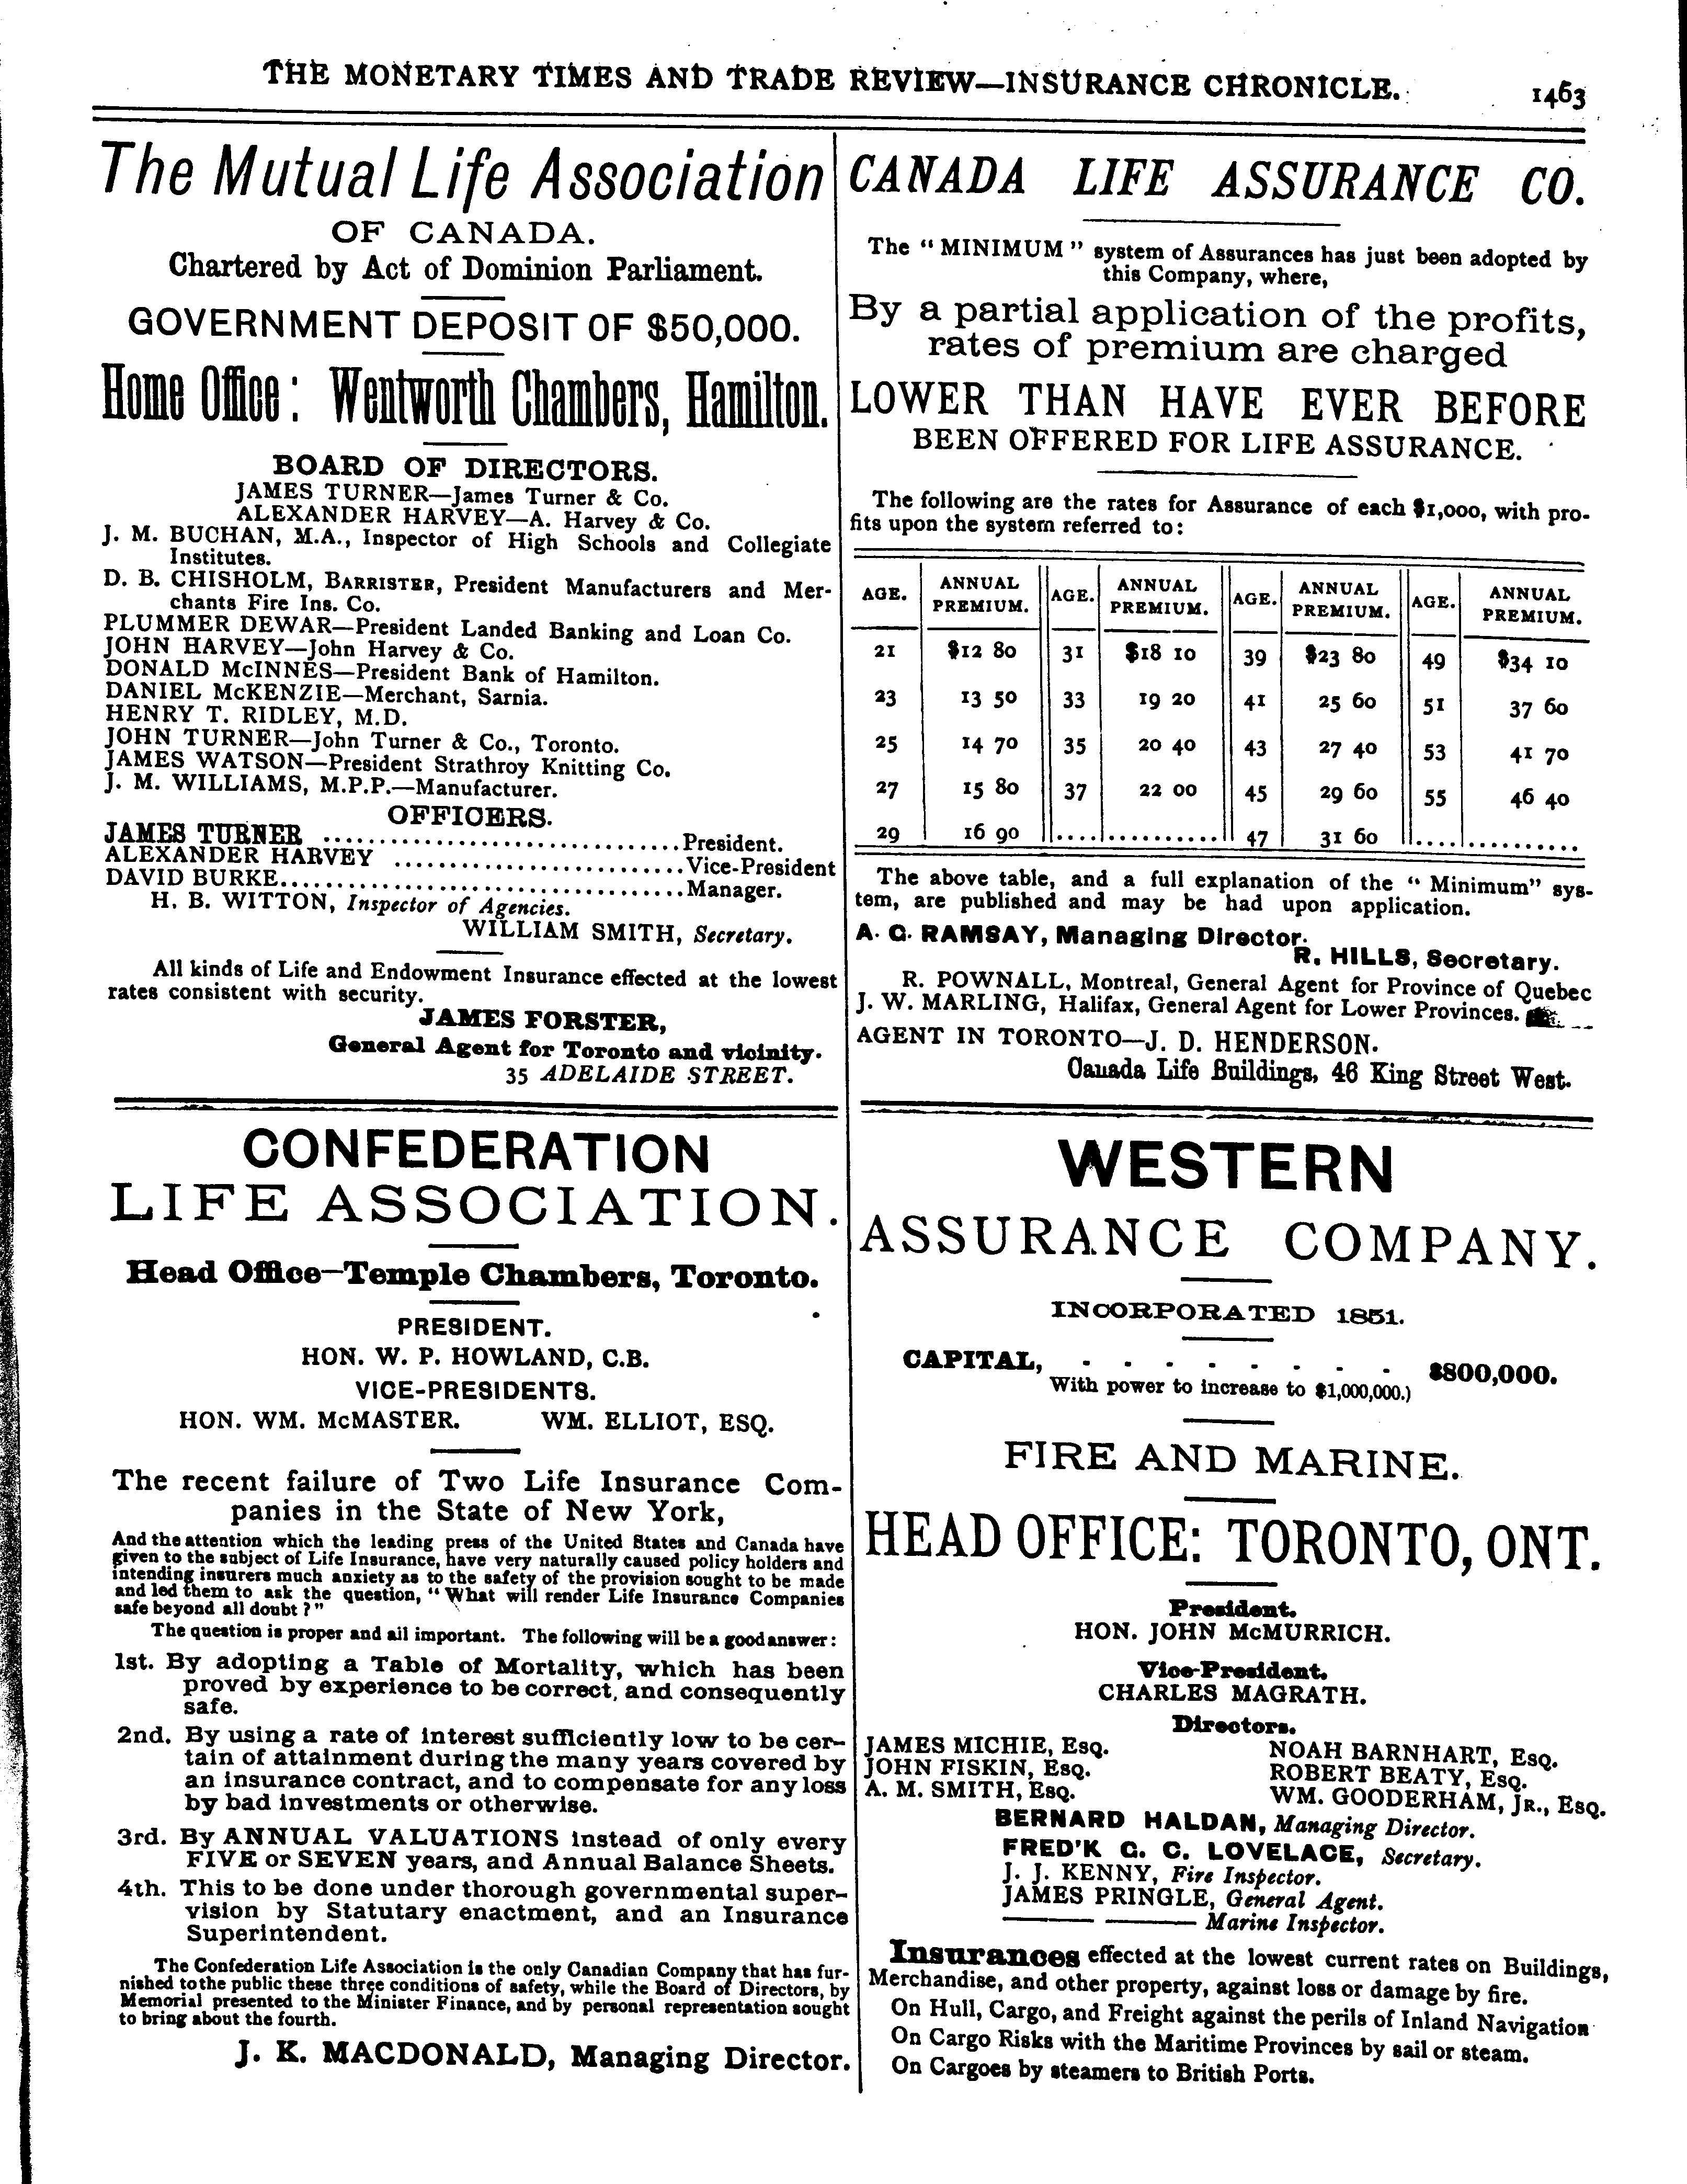 THE MONETARY TIMES AND TRADE REVIEW—INSURANCE CHRONICLE. 1463
The Mutual Life Association
OF CANADA.
Chartered by Act of Dominion Parliament.
GOVERNMENT DEPOSIT OF $50,000.
Home Office: Wentworth Chambers, Hamilton.
BOARD OF DIRECTORS.
JAMES TURNER—James Turner & Co.
ALEXANDER HARVEY—A. Harvey & Co.
J. M. BUCHAN, M.A., Inspector of High Schools and Collegiate
Institutes.
D. B. CHISHOLM, BARRISTER, President Manufacturers and Mer-
chants Fire Ins. Co.
PLUMMER DEWAR—President Landed Banking and Loan Co.
JOHN HARVEY—John Harvey & Co.
DONALD McINNES—President Bank of Hamilton.
DANIEL McKENZIE—Merchant, Sarnia.
HENRY T. RIDLEY, M.D.
JOHN TURNER—John Turner & Co., Toronto.
JAMES WATSON—President Strathroy Knitting Co.
J. M. WILLIAMS, M.P.P.—Manufacturer.
OFFICERS.
JAMES TURNER ........................................President.
ALEXANDER HARVEY .................................Vice-President
DAVID BURKE...........................................Manager.
H. B. WITTON, Inspector of Agencies.
WILLIAM SMITH, Secretary.
All kinds of Life and Endowment Insurance effected at the lowest
rates consistent with security.
JAMES FORSTER,
General Agent for Toronto and vicinity.
35 ADELAIDE STREET.
CONFEDERATION
LIFE ASSOCIATION.
Head Office—Temple Chambers, Toronto.
PRESIDENT.
HON. W. P. HOWLAND, C.B.
VICE-PRESIDENTS.
HON. WM. McMASTER. WM. ELLIOT, ESQ.
The recent failure of Two Life Insurance Com-
panies in the State of New York,
And the attention which the leading press of the United States and Canada have
given to the subject of Life Insurance, have very naturally caused policy holders and
intending insurers much anxiety as to the safety of the provision sought to be made
and led them to ask the question, "What will render Life Insurance Companies
safe beyond all doubt?"
The question is proper and all important. The following will be a good answer:
1st. By adopting a Table of Mortality, which has been
proved by experience to be correct, and consequently
safe.
2nd. By using a rate of interest sufficiently low to be cer-
tain of attainment during the many years covered by
an insurance contract, and to compensate for any loss
by bad investments or otherwise.
3rd. By ANNUAL VALUATIONS instead of only every
FIVE or SEVEN years, and Annual Balance Sheets.
4th. This to be done under thorough governmental super-
vision by Statutary enactment, and an Insurance
Superintendent.
The Confederation Life Association is the only Canadian Company that has fur-
nished to the public these three conditions of safety, while the Board of Directors, by
Memorial presented to the Minister Finance, and by personal representation sought
to bring about the fourth.
J. K. MACDONALD, Managing Director.
CANADA LIFE ASSURANCE CO.
The "MINIMUM" system of Assurances has just been adopted by
this Company, where,
By a partial application of the profits,
rates of premium are charged
LOWER THAN HAVE EVER BEFORE
BEEN OFFERED FOR LIFE ASSURANCE.
The following are the rates for Assurance of each $1,000, with pro-
fits upon the system referred to:
AGE. ANNUAL PREMIUM. AGE. ANNUAL PREMIUM. AGE. ANNUAL PREMIUM. AGE. ANNUAL PREMIUM.
21 $12 80 31 $18 10 39 $23 80 49 $34 10
23 13 50 33 19 20 41 25 60 51 37 60
25 14 70 35 20 40 43 27 40 53 41 70
27 15 80 37 22 00 45 29 60 55 46 40
29 16 90 .... .......... 47 31 60 .... ..........
The above table, and a full explanation of the "Minimum" sys-
tem, are published and may be had upon application.
A. G. RAMSAY, Managing Director.
R. HILLS, Secretary.
R. POWNALL, Montreal, General Agent for Province of Quebec
J. W. MARLING, Halifax, General Agent for Lower Provinces.
AGENT IN TORONTO—J. D. HENDERSON.
Canada Life Buildings, 46 King Street West.
WESTERN
ASSURANCE COMPANY.
INCORPORATED 1851.
CAPITAL, - - - - - - - - $800,000.
With power to increase to $1,000,000.)
FIRE AND MARINE.
HEAD OFFICE: TORONTO, ONT.
President.
HON. JOHN McMURRICH.
Vice-President.
CHARLES MAGRATH.
Directors.
JAMES MICHIE, ESQ. NOAH BARNHART, ESQ.
JOHN FISKIN, ESQ. ROBERT BEATY, ESQ.
A. M. SMITH, ESQ. WM. GOODERHAM, JR., ESQ.
BERNARD HALDAN, Managing Director.
FRED'K G. C. LOVELACE, Secretary.
J. J. KENNY, Fire Inspector.
JAMES PRINGLE, General Agent.
——— ——— Marine Inspector.
Insurances effected at the lowest current rates on Buildings,
Merchandise, and other property, against loss or damage by fire.
On Hull, Cargo, and Freight against the perils of Inland Navigation
On Cargo Risks with the Maritime Provinces by sail or steam.
On Cargoes by steamers to British Ports.